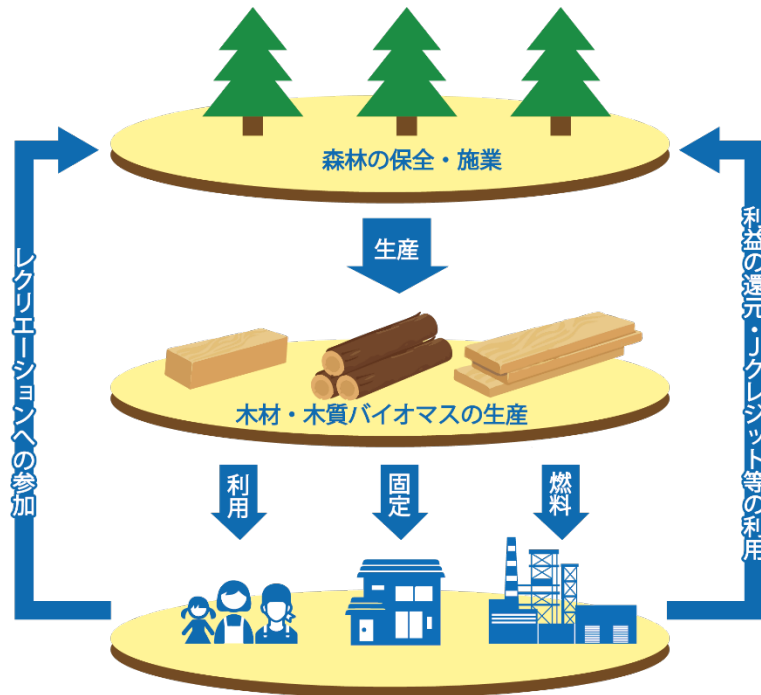 森林の保全・施業
生産
レクリエーションへの参加
利益の還元・Jクレジット等の利用
木材・木質バイオマスの生産
利用
固定
燃料